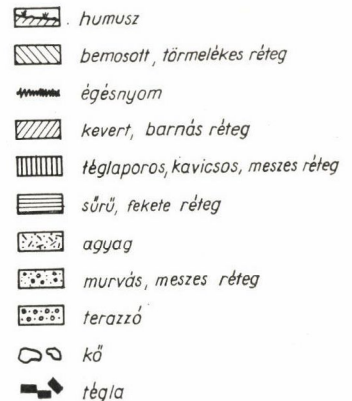 humusz
bemosott, törmelékes réteg
égésnyom
kevert, barnás réteg
téglaporos, kavicsos, meszes réteg
sűrű, fekete réteg
agyag
murvás, meszes réteg
terazzó
kő
tégla